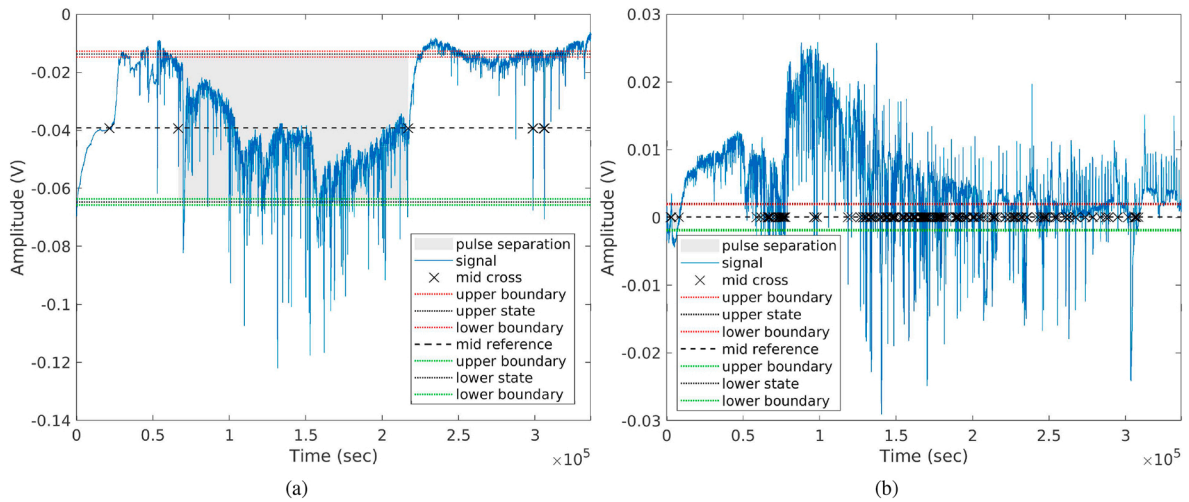 0
-0.02
-0.04
-0.06
-0.08
-0.1
-0.12
-0.14
Amplitude (V)
0
0.5
1
1.5
2
2.5
3
×10⁵
Time (sec)
pulse separation
signal
mid cross
upper boundary
upper state
lower boundary
mid reference
upper boundary
lower state
lower boundary
(a)
0.03
0.02
0.01
0
-0.01
-0.02
-0.03
Amplitude (V)
0
0.5
1
1.5
2
2.5
3
×10⁵
Time (sec)
pulse separation
signal
mid cross
upper boundary
upper state
lower boundary
mid reference
upper boundary
lower state
lower boundary
(b)